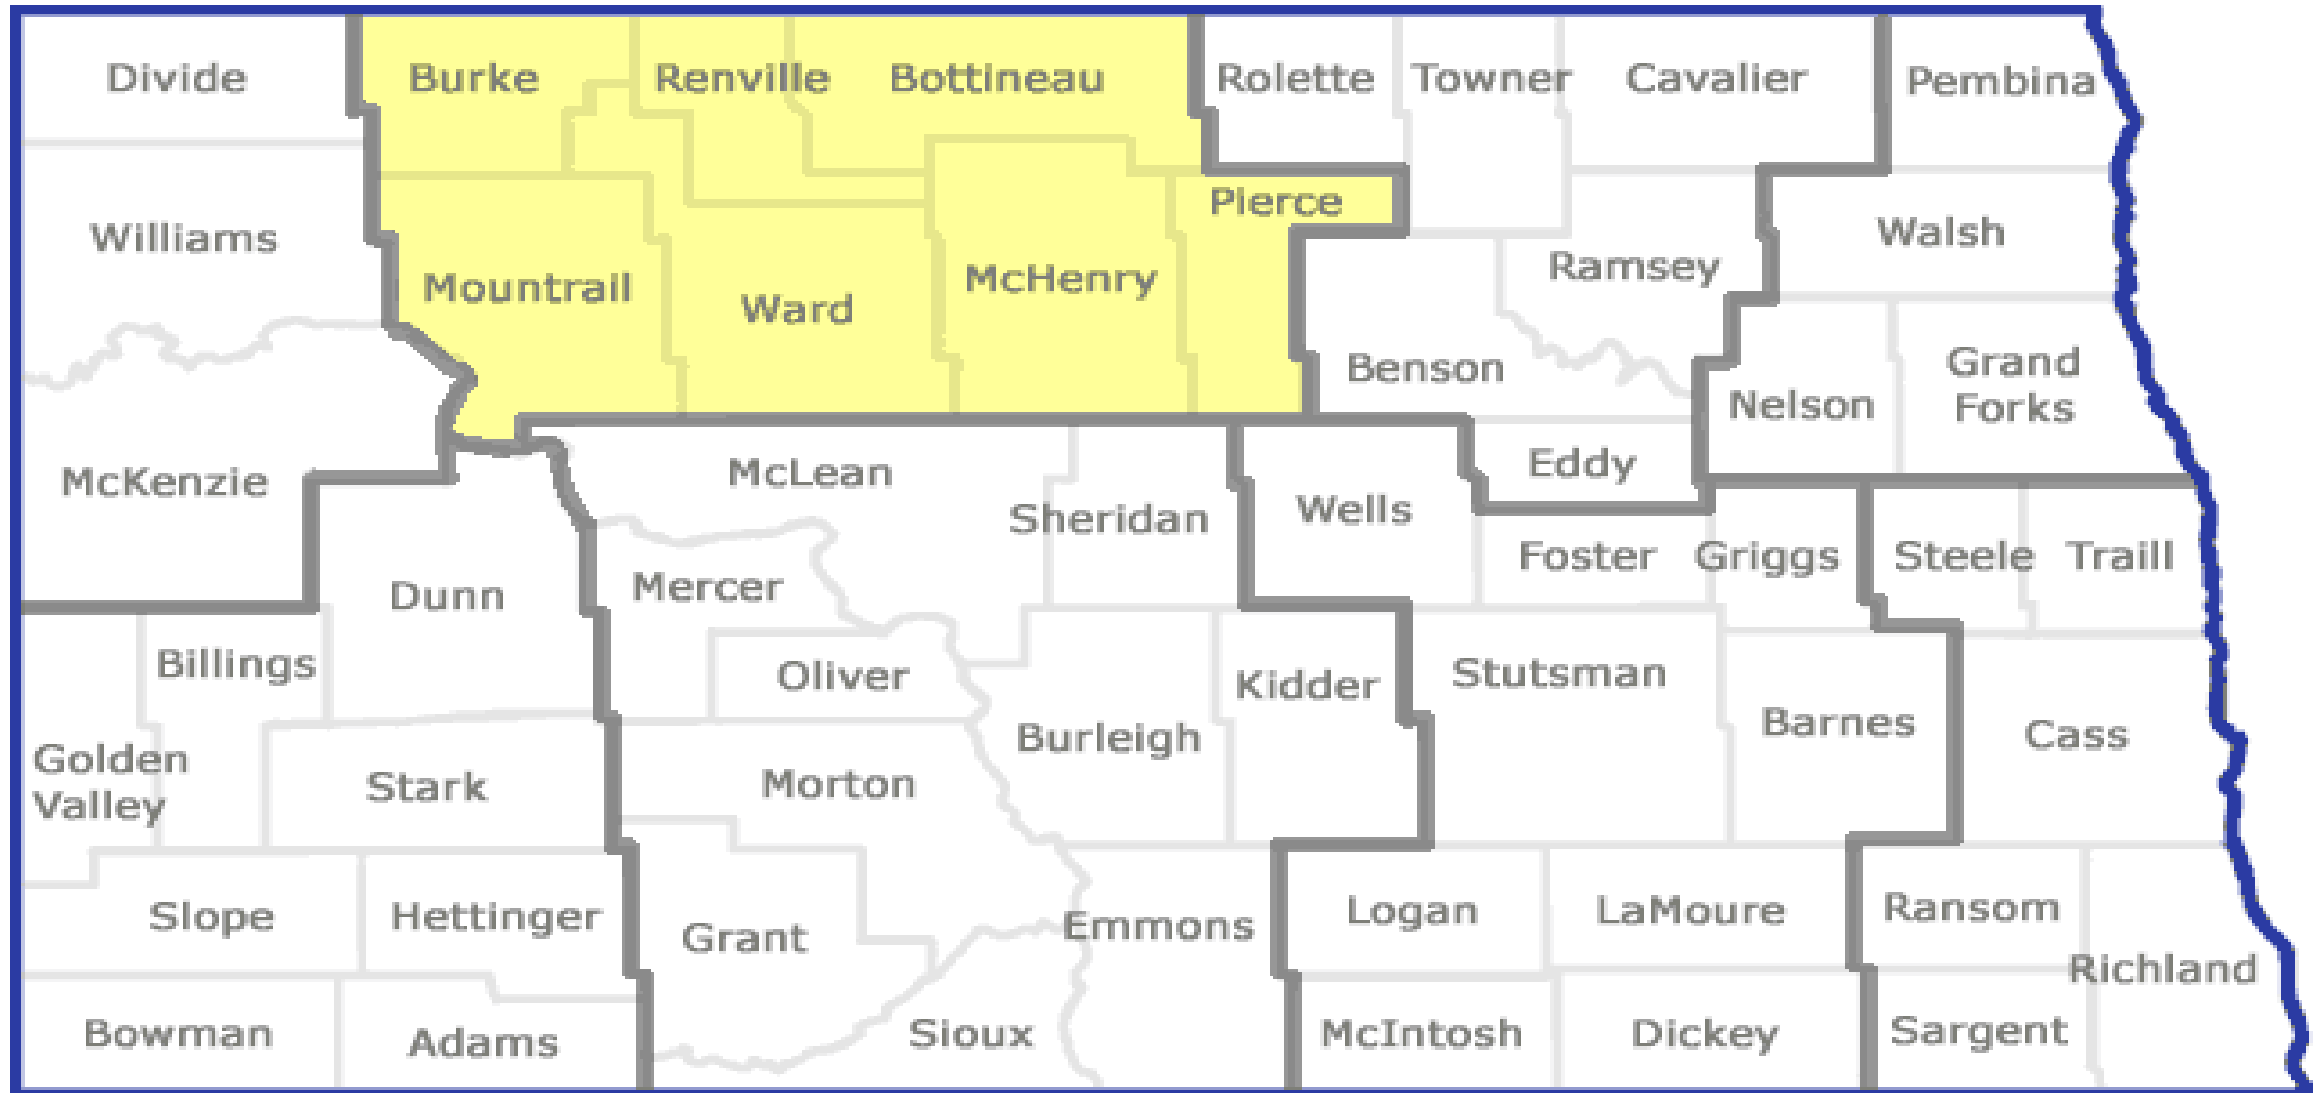 Divide
Burke
Renville
Bottineau
Rolette
Towner
Cavalier
Pembina
Williams
Mountrail
Ward
McHenry
Pierce
Ramsey
Walsh
Benson
Nelson
Grand
Forks
McKenzie
McLean
Sheridan
Wells
Eddy
Foster
Griggs
Steele
Traill
Dunn
Mercer
Billings
Oliver
Burleigh
Kidder
Stutsman
Barnes
Cass
Golden
Valley
Stark
Morton
Slope
Hettinger
Grant
Emmons
Logan
LaMoure
Ransom
Richland
Bowman
Adams
Sioux
McIntosh
Dickey
Sargent